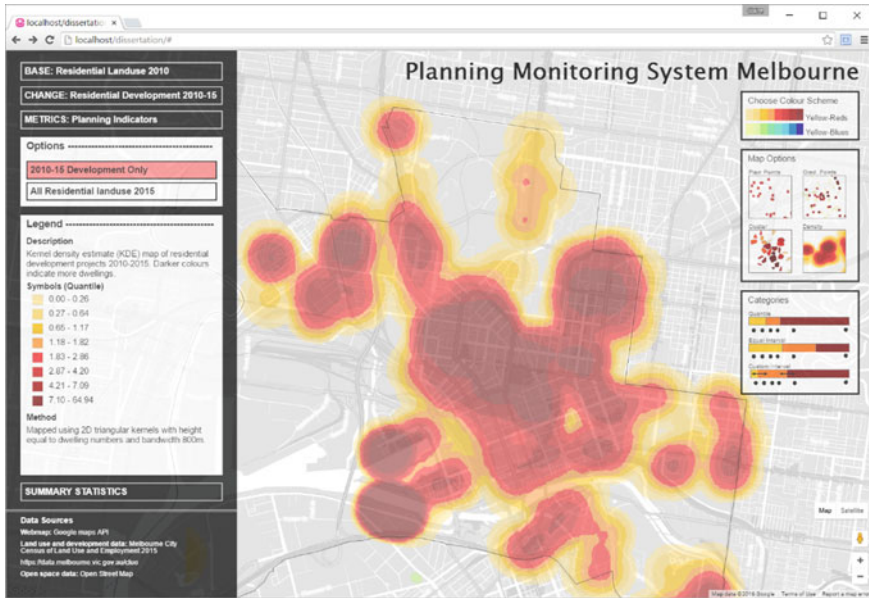 localhost/dissertation
localhost/dissertation/#
Planning Monitoring System Melbourne
BASE: Residential Landuse 2010
CHANGE: Residential Development 2010-15
METRICS: Planning Indicators
Options
2010-15 Development Only
All Residential landuse 2015
Legend
Description
Kernel density estimate (KDE) map of residential
development projects 2010-2015. Darker colours
indicate more dwellings.
Symbols (Quantile)
0.00 - 0.26
0.27 - 0.64
0.65 - 1.17
1.18 - 1.82
1.83 - 2.86
2.87 - 4.20
4.21 - 7.09
7.10 - 64.94
Method
Mapped using 2D triangular kernels with height
equal to dwelling numbers and bandwidth 800m.
SUMMARY STATISTICS
Data Sources
Webmap: Google maps API
Land use and development data: Melbourne City
Census of Land Use and Employment 2015
https://data.melbourne.vic.gov.au/clue
Open space data: Open Street Map
Choose Colour Scheme
Yellow-Reds
Yellow-Blues
Map Options
Plain Points
Grad. Points
Cluster
Density
Categories
Quantile
Equal Interval
Custom Interval
Map Satellite
Map data ©2016 Google Terms of Use Report a map error